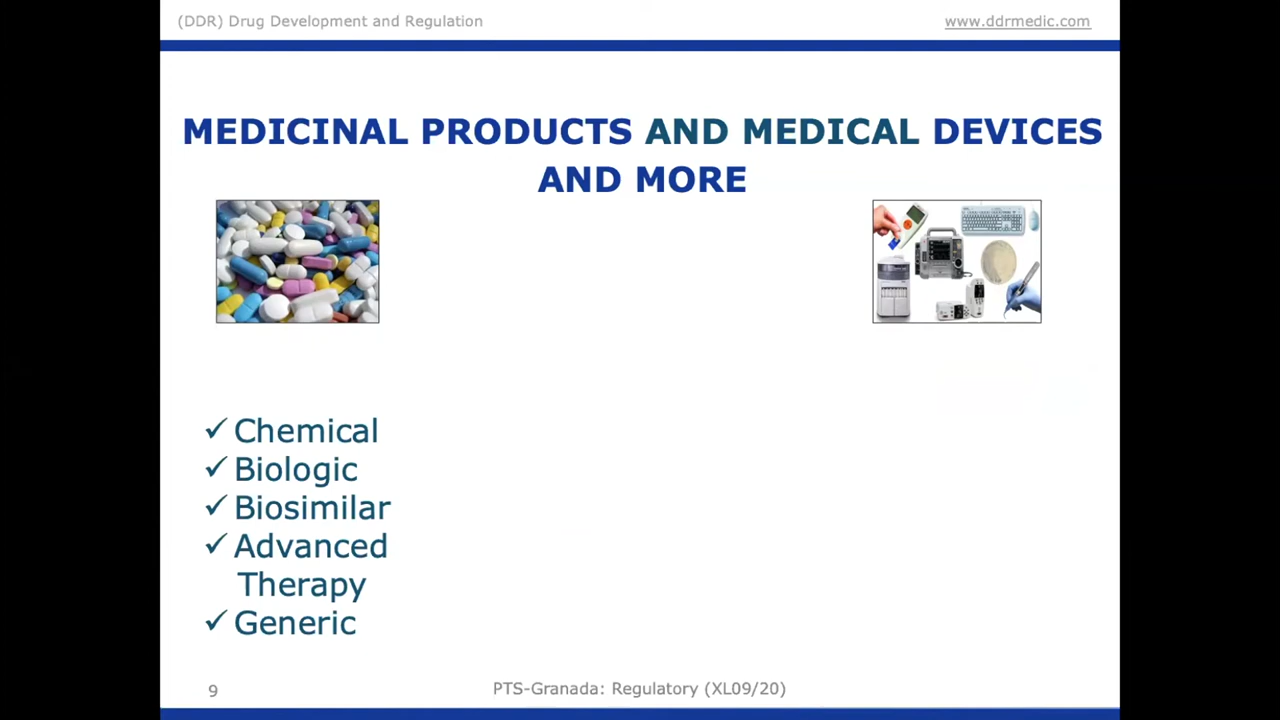 (DDR) Drug Development and Regulation
www.ddrmedic.com
MEDICINAL PRODUCTS AND MEDICAL DEVICES
AND MORE
✓ Chemical
✓ Biologic
✓ Biosimilar
✓ Advanced
Therapy
✓ Generic
9
PTS-Granada: Regulatory (XL09/20)